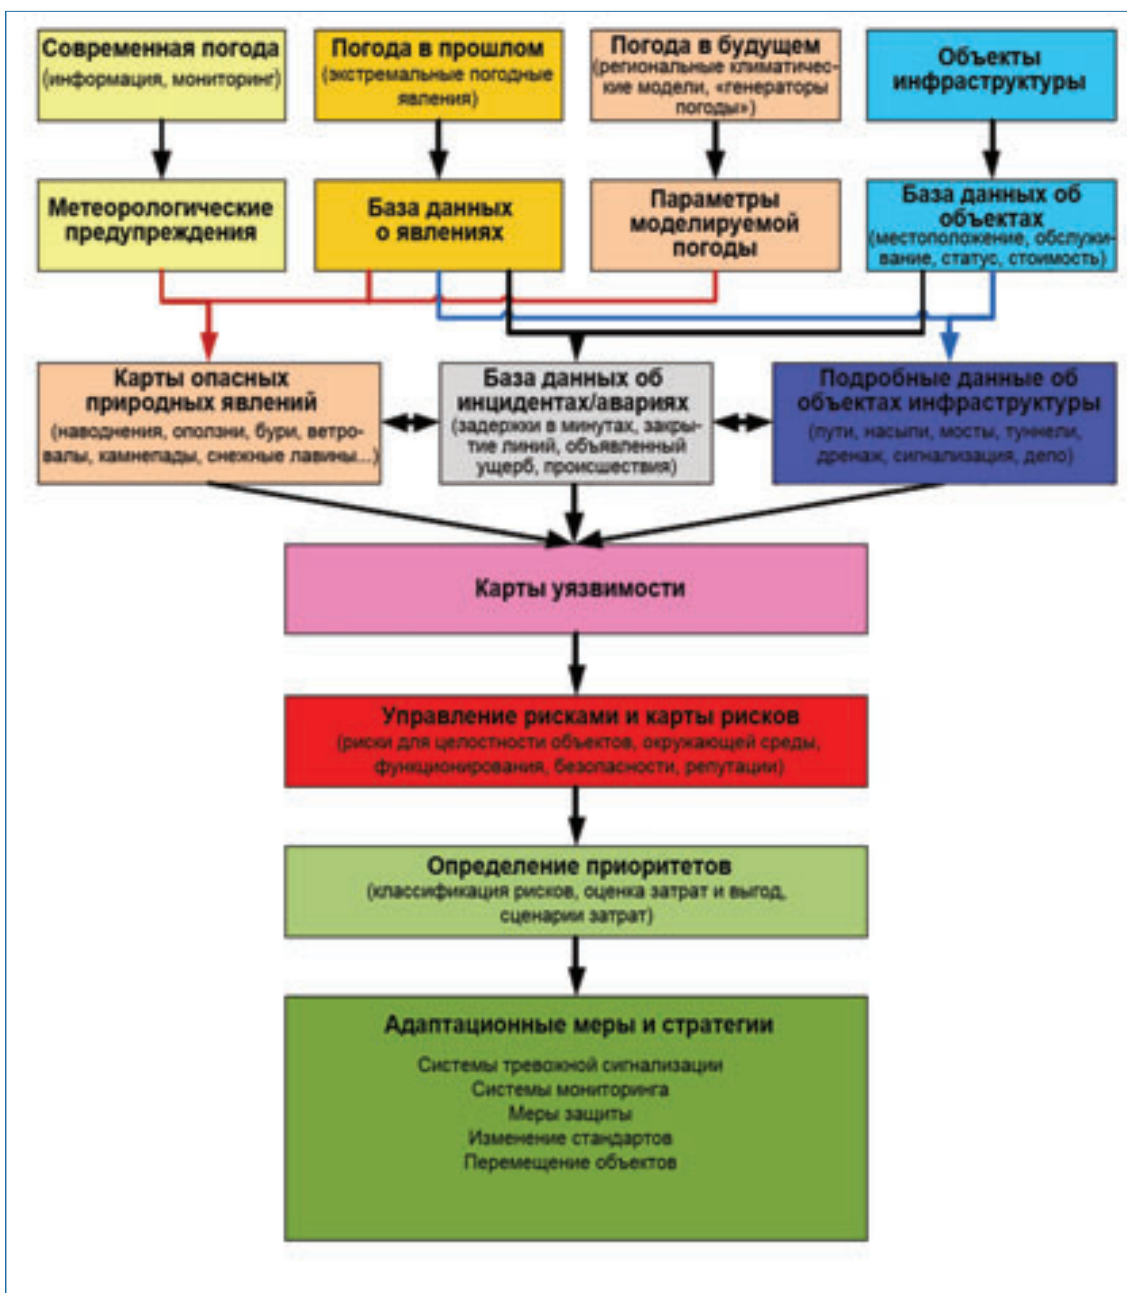 Современная погода
(информация, мониторинг)
Погода в прошлом
(экстремальные погодные
явления)
Погода в будущем
(региональные климатичес-
кие модели, «генераторы
погоды»)
Объекты
инфраструктуры
Метеорологические
предупреждения
База данных
о явлениях
Параметры
моделируемой
погоды
База данных об
объектах
(местоположение, обслужи-
вание, статус, стоимость)
Карты опасных
природных явлений
(наводнения, оползни, бури, ветро-
валы, камнепады, снежные лавины...)
База данных об
инцидентах/авариях
(задержки в минутах, закры-
тие линий, объявленный
ущерб, происшествия)
Подробные данные об
объектах инфраструктуры
(пути, насыпи, мосты, туннели,
дренаж, сигнализация, депо)
Карты уязвимости
Управление рисками и карты рисков
(риски для целостности объектов, окружающей среды,
функционирования, безопасности, репутации)
Определение приоритетов
(классификация рисков, оценка затрат и выгод,
сценарии затрат)
Адаптационные меры и стратегии
Системы тревожной сигнализации
Системы мониторинга
Меры защиты
Изменение стандартов
Перемещение объектов